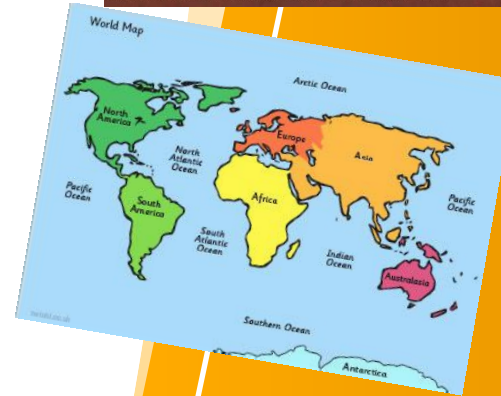 World Map
Arctic Ocean
North
America
Europe
Asia
North
Atlantic
Ocean
Pacific
Ocean
Africa
Pacific
Ocean
South
America
South
Atlantic
Ocean
Indian
Ocean
Australasia
Southern Ocean
Antarctica